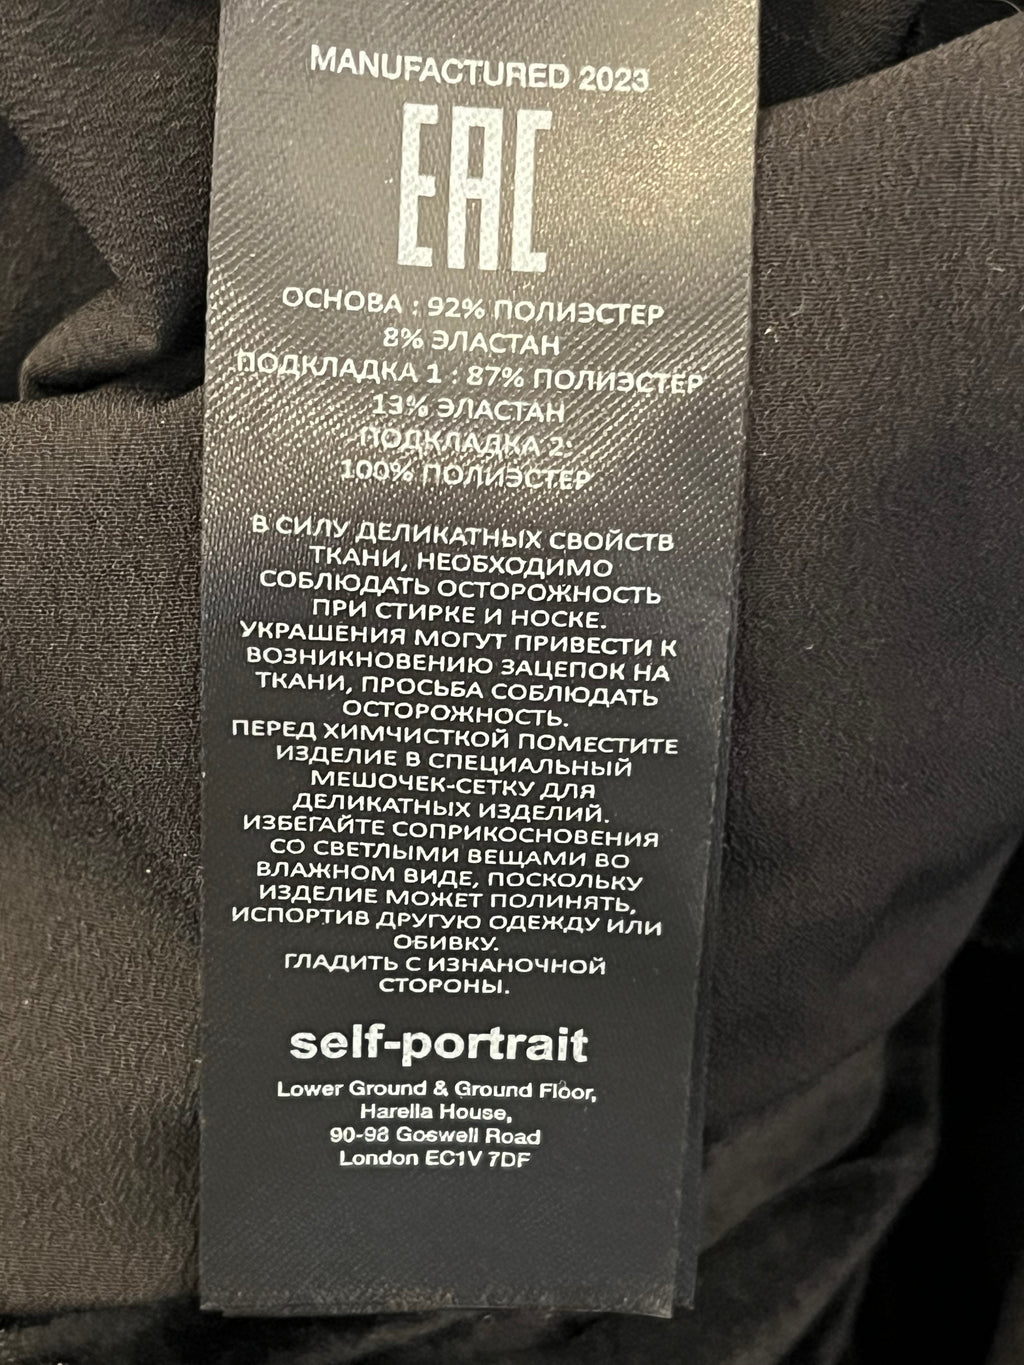 MANUFACTURED 2023
EAC
ОСНОВА : 92% ПОЛИЭСТЕР
8% ЭЛАСТАН
ПОДКЛАДКА 1 : 87% ПОЛИЭСТЕР
13% ЭЛАСТАН
ПОДКЛАДКА 2:
100% ПОЛИЭСТЕР
В СИЛУ ДЕЛИКАТНЫХ СВОЙСТВ
ТКАНИ, НЕОБХОДИМО
СОБЛЮДАТЬ ОСТОРОЖНОСТЬ
ПРИ СТИРКЕ И НОСКЕ.
УКРАШЕНИЯ МОГУТ ПРИВЕСТИ К
ВОЗНИКНОВЕНИЮ ЗАЦЕПОК НА
ТКАНИ, ПРОСЬБА СОБЛЮДАТЬ
ОСТОРОЖНОСТЬ.
ПЕРЕД ХИМЧИСТКОЙ ПОМЕСТИТЕ
ИЗДЕЛИЕ В СПЕЦИАЛЬНЫЙ
МЕШОЧЕК-СЕТКУ ДЛЯ
ДЕЛИКАТНЫХ ИЗДЕЛИЙ.
ИЗБЕГАЙТЕ СОПРИКОСНОВЕНИЯ
СО СВЕТЛЫМИ ВЕЩАМИ ВО
ВЛАЖНОМ ВИДЕ, ПОСКОЛЬКУ
ИЗДЕЛИЕ МОЖЕТ ПОЛИНЯТЬ,
ИСПОРТИВ ДРУГУЮ ОДЕЖДУ ИЛИ
ОБИВКУ.
ГЛАДИТЬ С ИЗНАНОЧНОЙ
СТОРОНЫ.
self-portrait
Lower Ground & Ground Floor,
Harella House,
90-98 Goswell Road
London EC1V 7DF